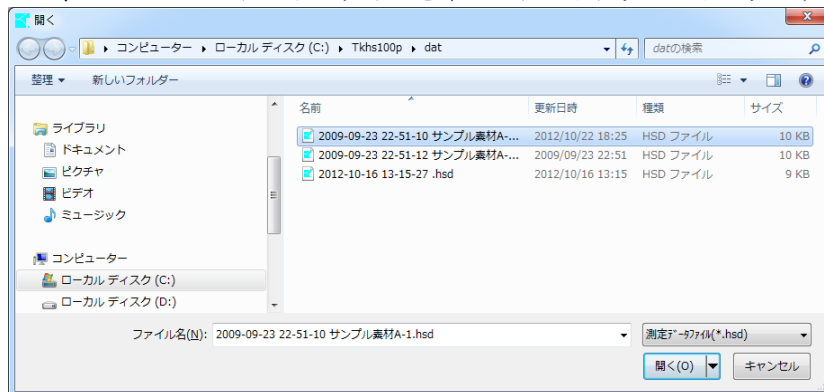 開く
コンピューター ▸ ローカル ディスク (C:) ▸ Tkhs100p ▸ dat
datの検索
整理 ▼ 新しいフォルダー
名前 更新日時 種類 サイズ
ライブラリ
ドキュメント
ピクチャ
ビデオ
ミュージック
コンピューター
ローカル ディスク (C:)
ローカル ディスク (D:)
2009-09-23 22-51-10 サンプル素材A-... 2012/10/22 18:25 HSD ファイル 10 KB
2009-09-23 22-51-12 サンプル素材A-... 2009/09/23 22:51 HSD ファイル 10 KB
2012-10-16 13-15-27 .hsd 2012/10/16 13:15 HSD ファイル 9 KB
ファイル名(N): 2009-09-23 22-51-10 サンプル素材A-1.hsd
測定ﾃﾞｰﾀﾌｧｲﾙ(*.hsd)
開く(O)
キャンセル